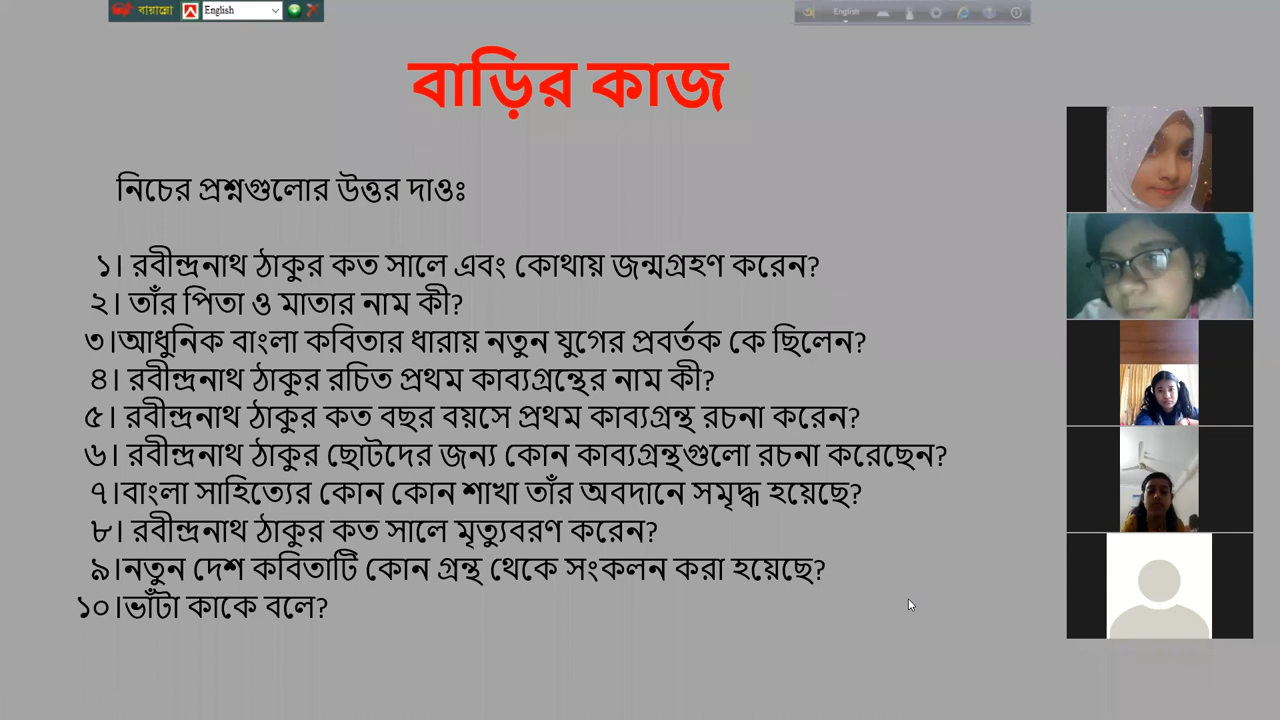 বায়ান্নো English
English
বাড়ির কাজ
নিচের প্রশ্নগুলোর উত্তর দাওঃ
১। রবীন্দ্রনাথ ঠাকুর কত সালে এবং কোথায় জন্মগ্রহণ করেন?
২। তাঁর পিতা ও মাতার নাম কী?
৩।আধুনিক বাংলা কবিতার ধারায় নতুন যুগের প্রবর্তক কে ছিলেন?
৪। রবীন্দ্রনাথ ঠাকুর রচিত প্রথম কাব্যগ্রন্থের নাম কী?
৫। রবীন্দ্রনাথ ঠাকুর কত বছর বয়সে প্রথম কাব্যগ্রন্থ রচনা করেন?
৬। রবীন্দ্রনাথ ঠাকুর ছোটদের জন্য কোন কাব্যগ্রন্থগুলো রচনা করেছেন?
৭।বাংলা সাহিত্যের কোন কোন শাখা তাঁর অবদানে সমৃদ্ধ হয়েছে?
৮। রবীন্দ্রনাথ ঠাকুর কত সালে মৃত্যুবরণ করেন?
৯।নতুন দেশ কবিতাটি কোন গ্রন্থ থেকে সংকলন করা হয়েছে?
১০।ভাঁটা কাকে বলে?